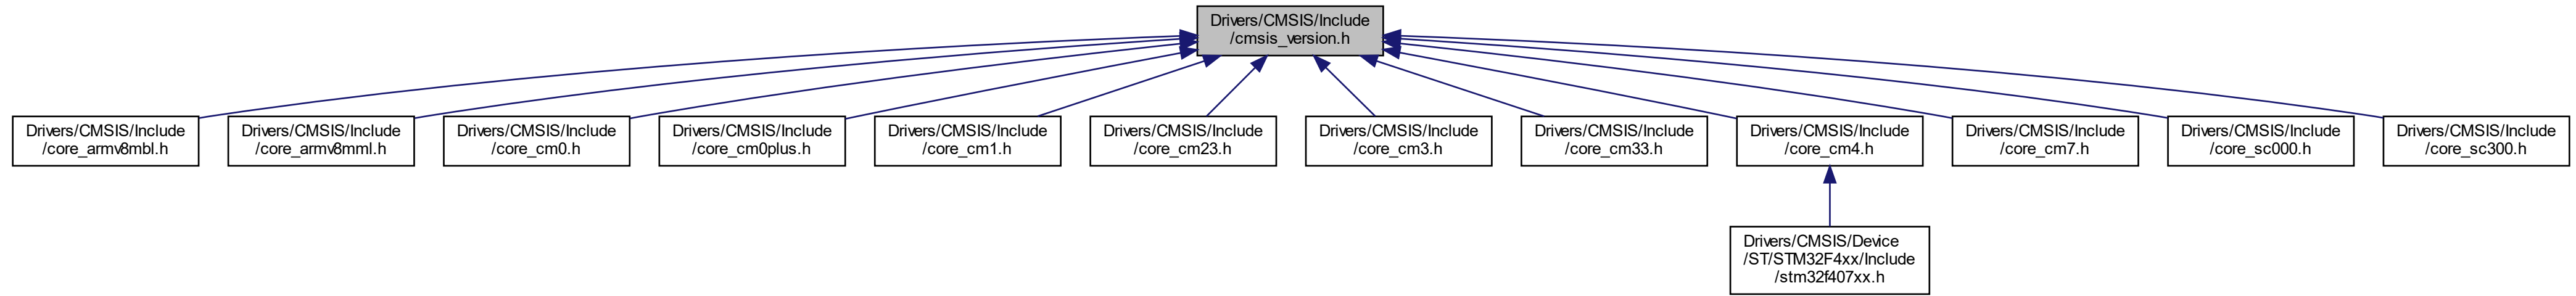 Drivers/CMSIS/Include
/cmsis_version.h
Drivers/CMSIS/Include
/core_armv8mbl.h
Drivers/CMSIS/Include
/core_armv8mml.h
Drivers/CMSIS/Include
/core_cm0.h
Drivers/CMSIS/Include
/core_cm0plus.h
Drivers/CMSIS/Include
/core_cm1.h
Drivers/CMSIS/Include
/core_cm23.h
Drivers/CMSIS/Include
/core_cm3.h
Drivers/CMSIS/Include
/core_cm33.h
Drivers/CMSIS/Include
/core_cm4.h
Drivers/CMSIS/Include
/core_cm7.h
Drivers/CMSIS/Include
/core_sc000.h
Drivers/CMSIS/Include
/core_sc300.h
Drivers/CMSIS/Device
/ST/STM32F4xx/Include
/stm32f407xx.h